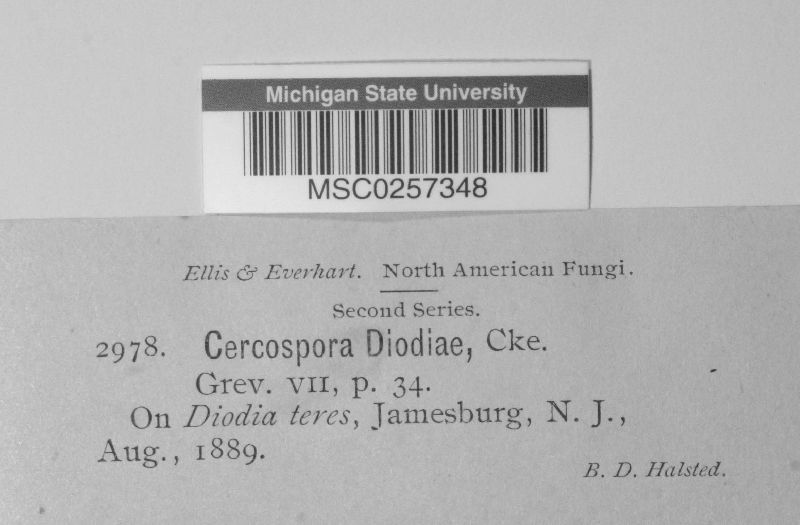 Michigan State University
MSC0257348
Ellis & Everhart. North American Fungi.
Second Series.
2978. Cercospora Diodiae, Cke.
Grev. VII, p. 34.
On Diodia teres, Jamesburg, N. J.,
Aug., 1889.
B. D. Halsted.